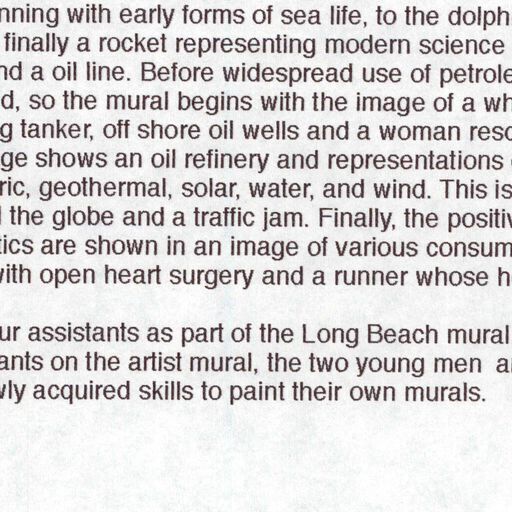 nning with early forms of sea life, to the dolph
finally a rocket representing modern science
nd a oil line. Before widespread use of petrole
d, so the mural begins with the image of a wh
g tanker, off shore oil wells and a woman reso
ge shows an oil refinery and representations
ric, geothermal, solar, water, and wind. This is
the globe and a traffic jam. Finally, the positiv
tics are shown in an image of various consum
with open heart surgery and a runner whose h
ur assistants as part of the Long Beach mural
ants on the artist mural, the two young men a
wly acquired skills to paint their own murals.